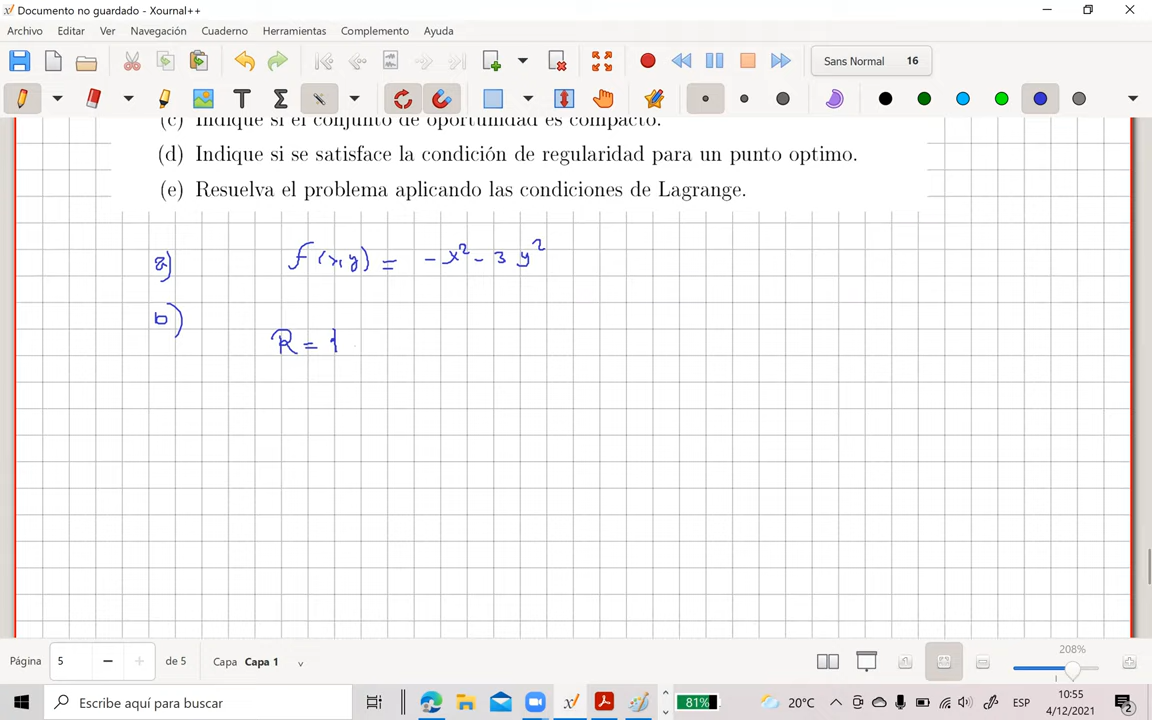 Documento no guardado - Xournal++
Archivo Editar Ver Navegación Cuaderno Herramientas Complemento Ayuda
Sans Normal 16
(c) Indique si el conjunto de oportunidad es compacto.
(d) Indique si se satisface la condición de regularidad para un punto optimo.
(e) Resuelva el problema aplicando las condiciones de Lagrange.
a) f(x,y) = -x² - 3y²
b)
R = {
Página 5 de 5 Capa Capa 1 208%
Escribe aquí para buscar 81% 20°C ESP 10:55 4/12/2021 2